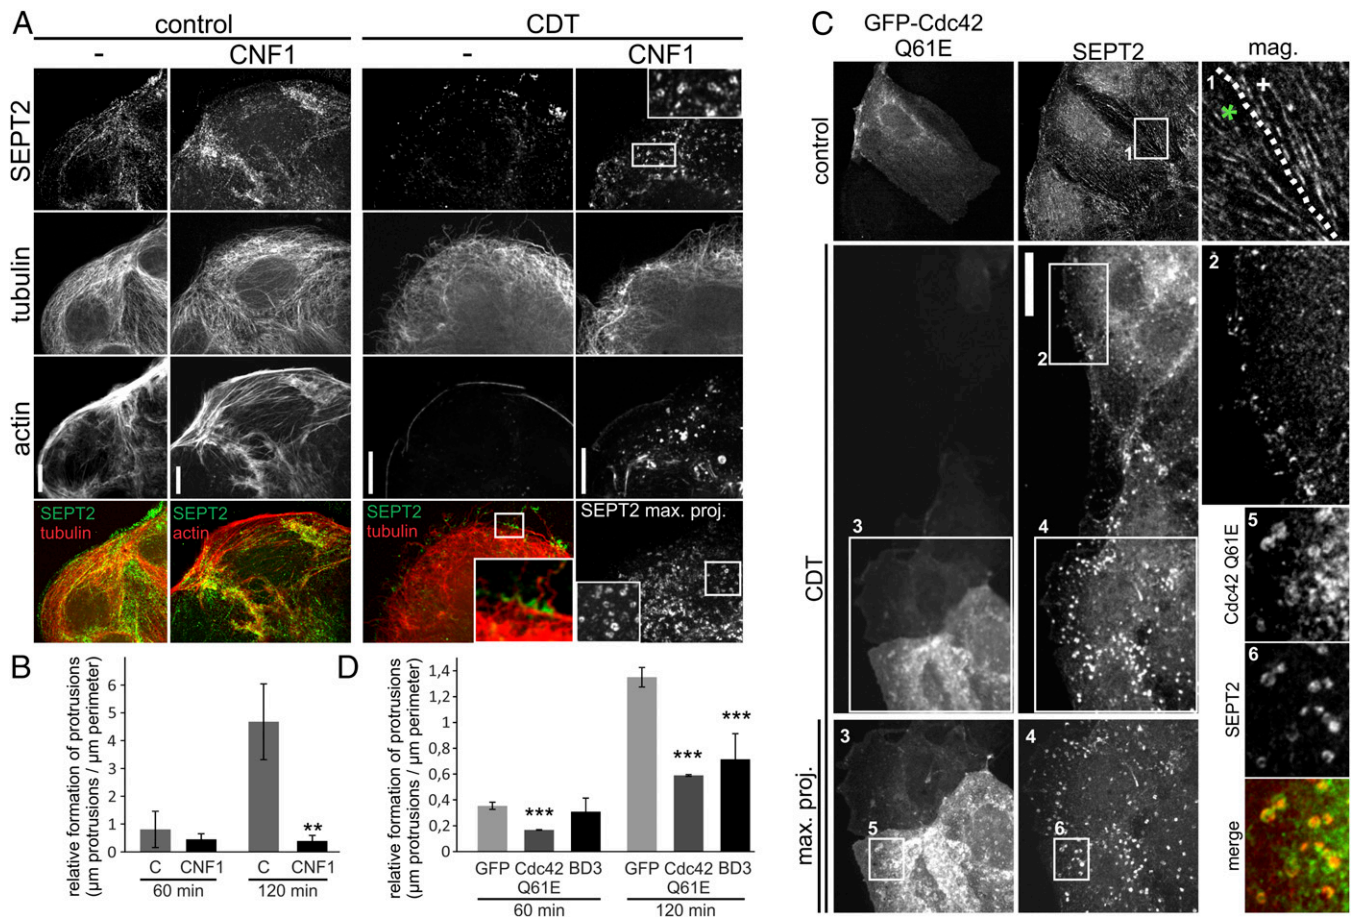 A
control
CDT
-
CNF1
-
CNF1
SEPT2
tubulin
actin
SEPT2
tubulin
SEPT2
actin
SEPT2
tubulin
SEPT2 max. proj.
B
relative formation of protrusions
(µm protrusions / µm perimeter)
6
5
4
3
2
1
0
C
CNF1
C
CNF1
60 min
120 min
**
D
relative formation of protrusions
(µm protrusions / µm perimeter)
1,4
1,2
1
0,8
0,6
0,4
0,2
0
***
***
***
GFP
Cdc42
Q61E
BD3
GFP
Cdc42
Q61E
BD3
60 min
120 min
C
GFP-Cdc42
Q61E
SEPT2
mag.
control
1
1
+
*
CDT
2
2
3
4
5
Cdc42 Q61E
6
SEPT2
max. proj.
3
4
5
6
merge